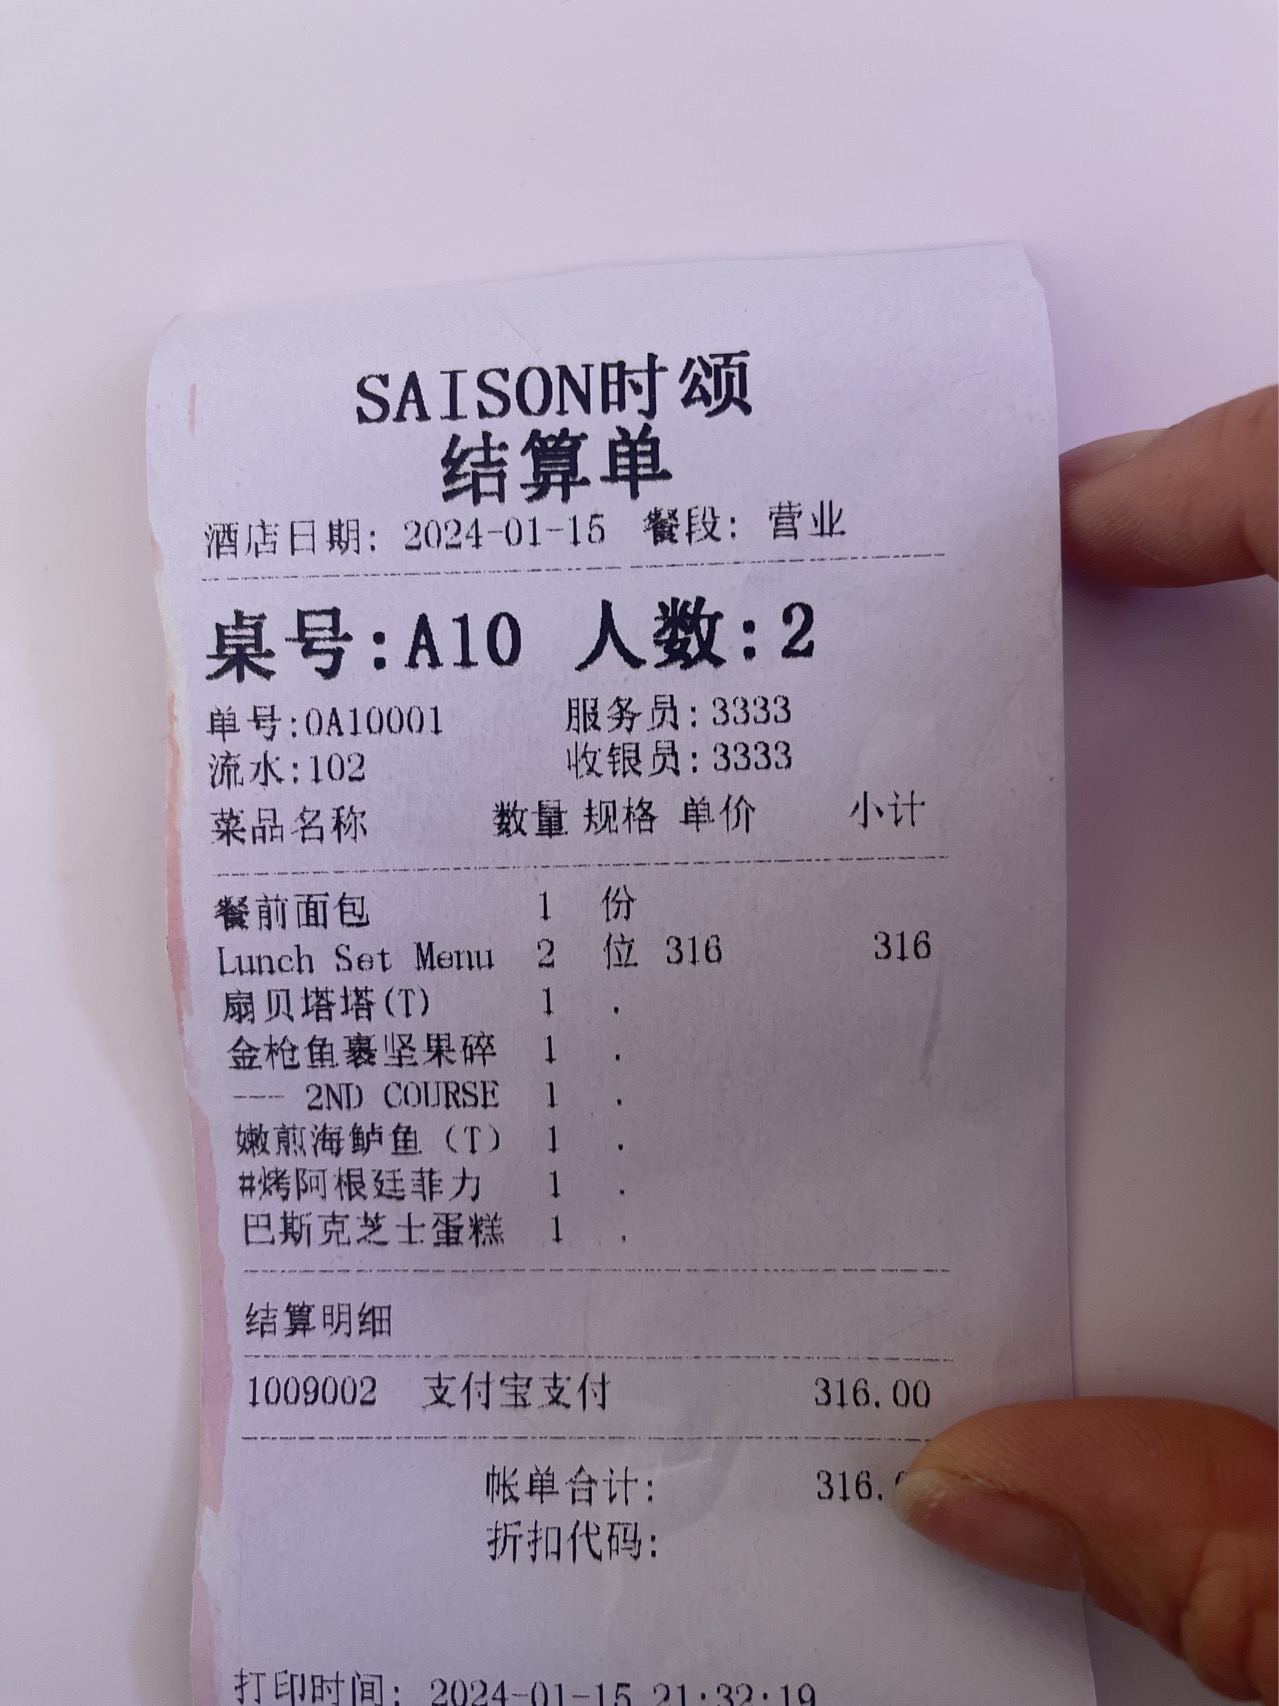 SAISON时颂
结算单
酒店日期: 2024-01-15 餐段: 营业
桌号:A10 人数:2
单号:0A10001 服务员:3333
流水:102 收银员:3333
菜品名称 数量 规格 单价 小计
餐前面包 1 份
Lunch Set Menu 2 位 316 316
扇贝塔塔(T) 1 .
金枪鱼裹坚果碎 1 .
--- 2ND COURSE 1 .
嫩煎海鲈鱼 (T) 1 .
#烤阿根廷菲力 1 .
巴斯克芝士蛋糕 1 .
结算明细
1009002 支付宝支付 316.00
帐单合计: 316.
折扣代码:
打印时间: 2024-01-15 21:32:19